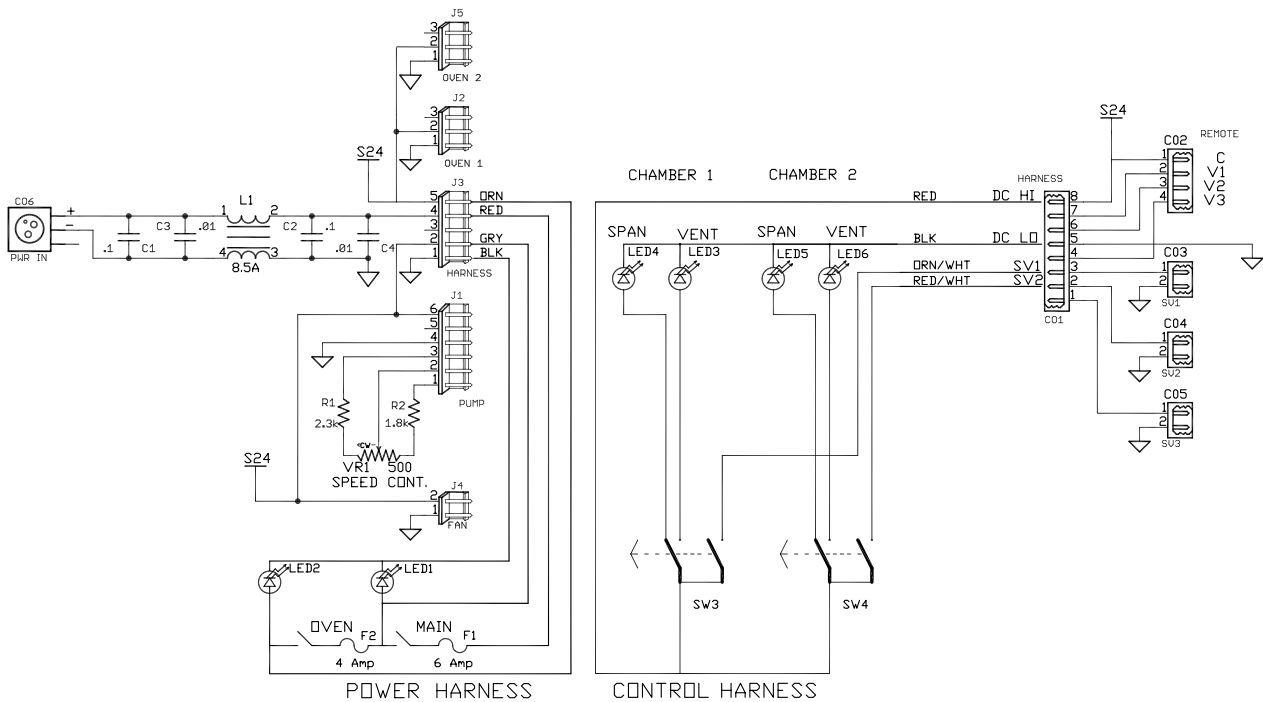 J5
3
2
1
OVEN 2
J2
3
2
1
OVEN 1
S24
J3
5 ORN
4 RED
3
2 GRY
1 BLK
HARNESS
CO6
+
-
PWR IN
.1 C1
C3 .01
L1
1 2
4 3
8.5A
C2 .1
.01 C4
J1
6
5
4
3
2
1
PUMP
R1
2.3k
R2
1.8k
CW
VR1 500
SPEED CONT.
S24
J4
2
1
FAN
LED2
LED1
OVEN F2
4 Amp
MAIN F1
6 Amp
POWER HARNESS
CHAMBER 1
CHAMBER 2
SPAN
LED4
VENT
LED3
SPAN
LED5
VENT
LED6
RED DC HI
BLK DC LO
ORN/WHT SV1
RED/WHT SV2
HARNESS
8
7
6
5
4
3
2
1
CO1
S24
CO2
REMOTE
1 C
2 V1
3 V2
4 V3
CO3
1
2
SV1
CO4
1
2
SV2
CO5
1
2
SV3
SW3
SW4
CONTROL HARNESS